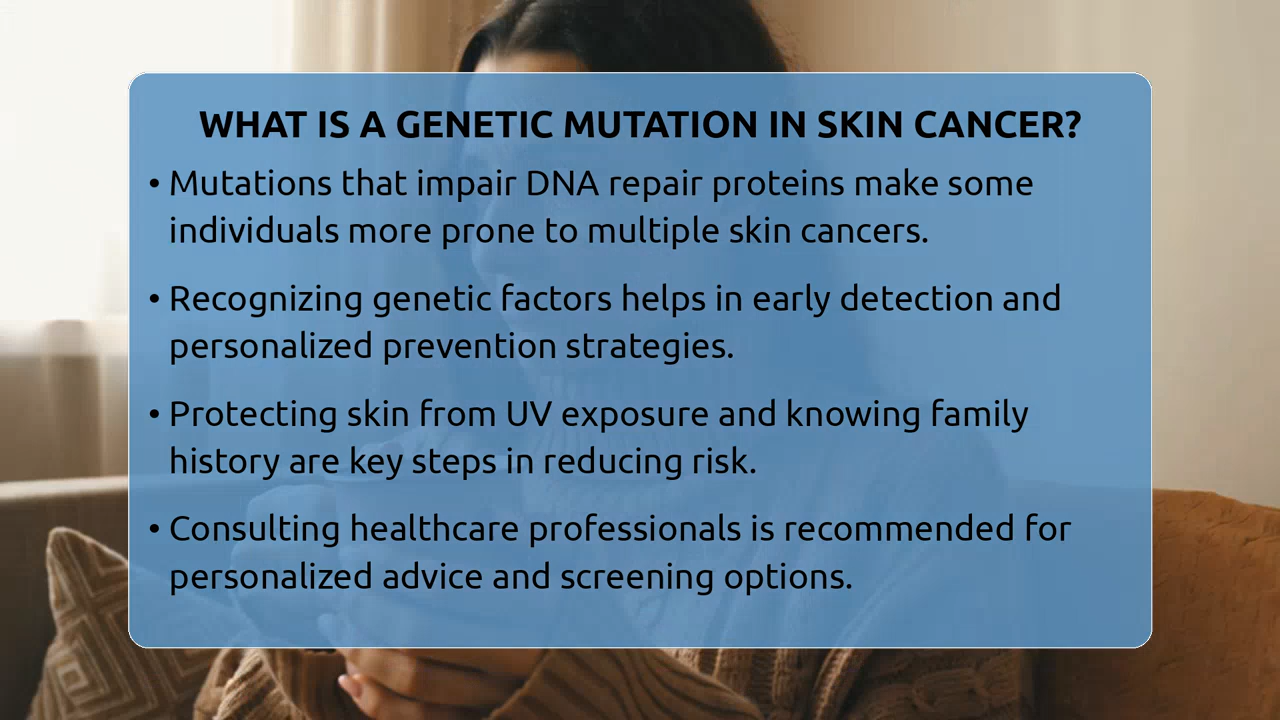 WHAT IS A GENETIC MUTATION IN SKIN CANCER?
• Mutations that impair DNA repair proteins make some
individuals more prone to multiple skin cancers.
• Recognizing genetic factors helps in early detection and
personalized prevention strategies.
• Protecting skin from UV exposure and knowing family
history are key steps in reducing risk.
• Consulting healthcare professionals is recommended for
personalized advice and screening options.